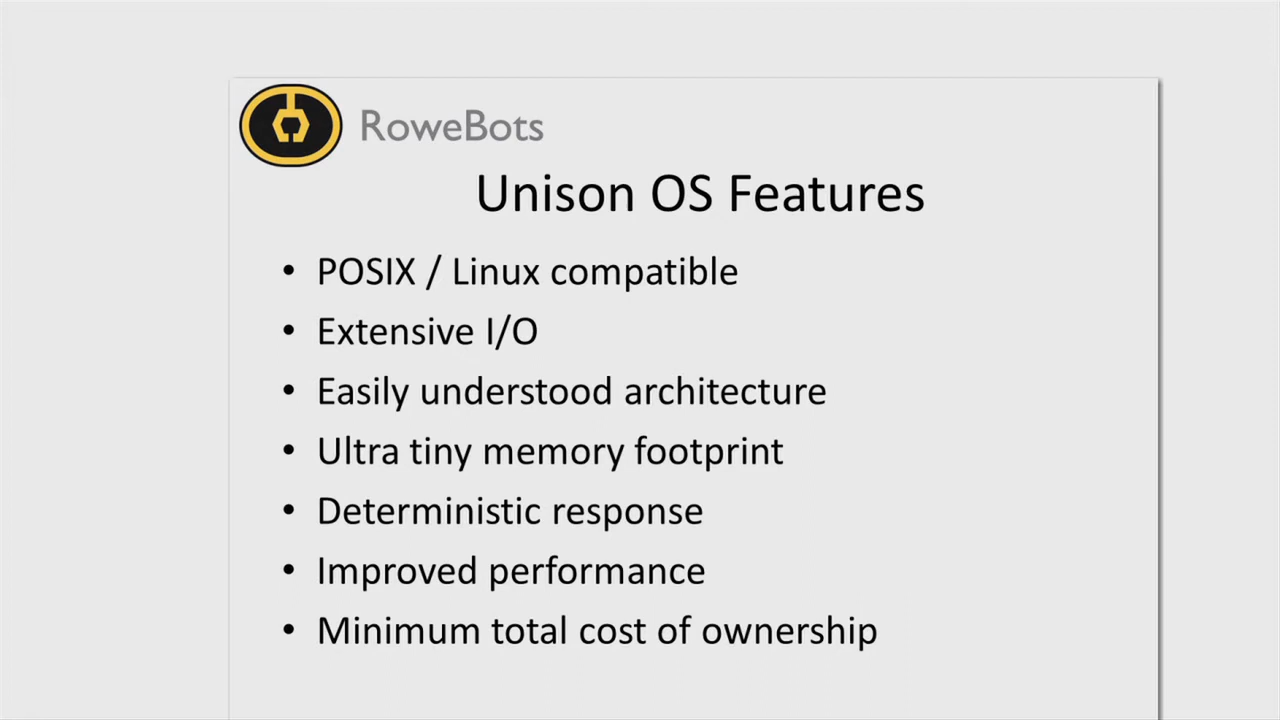 RoweBots
Unison OS Features
• POSIX / Linux compatible
• Extensive I/O
• Easily understood architecture
• Ultra tiny memory footprint
• Deterministic response
• Improved performance
• Minimum total cost of ownership